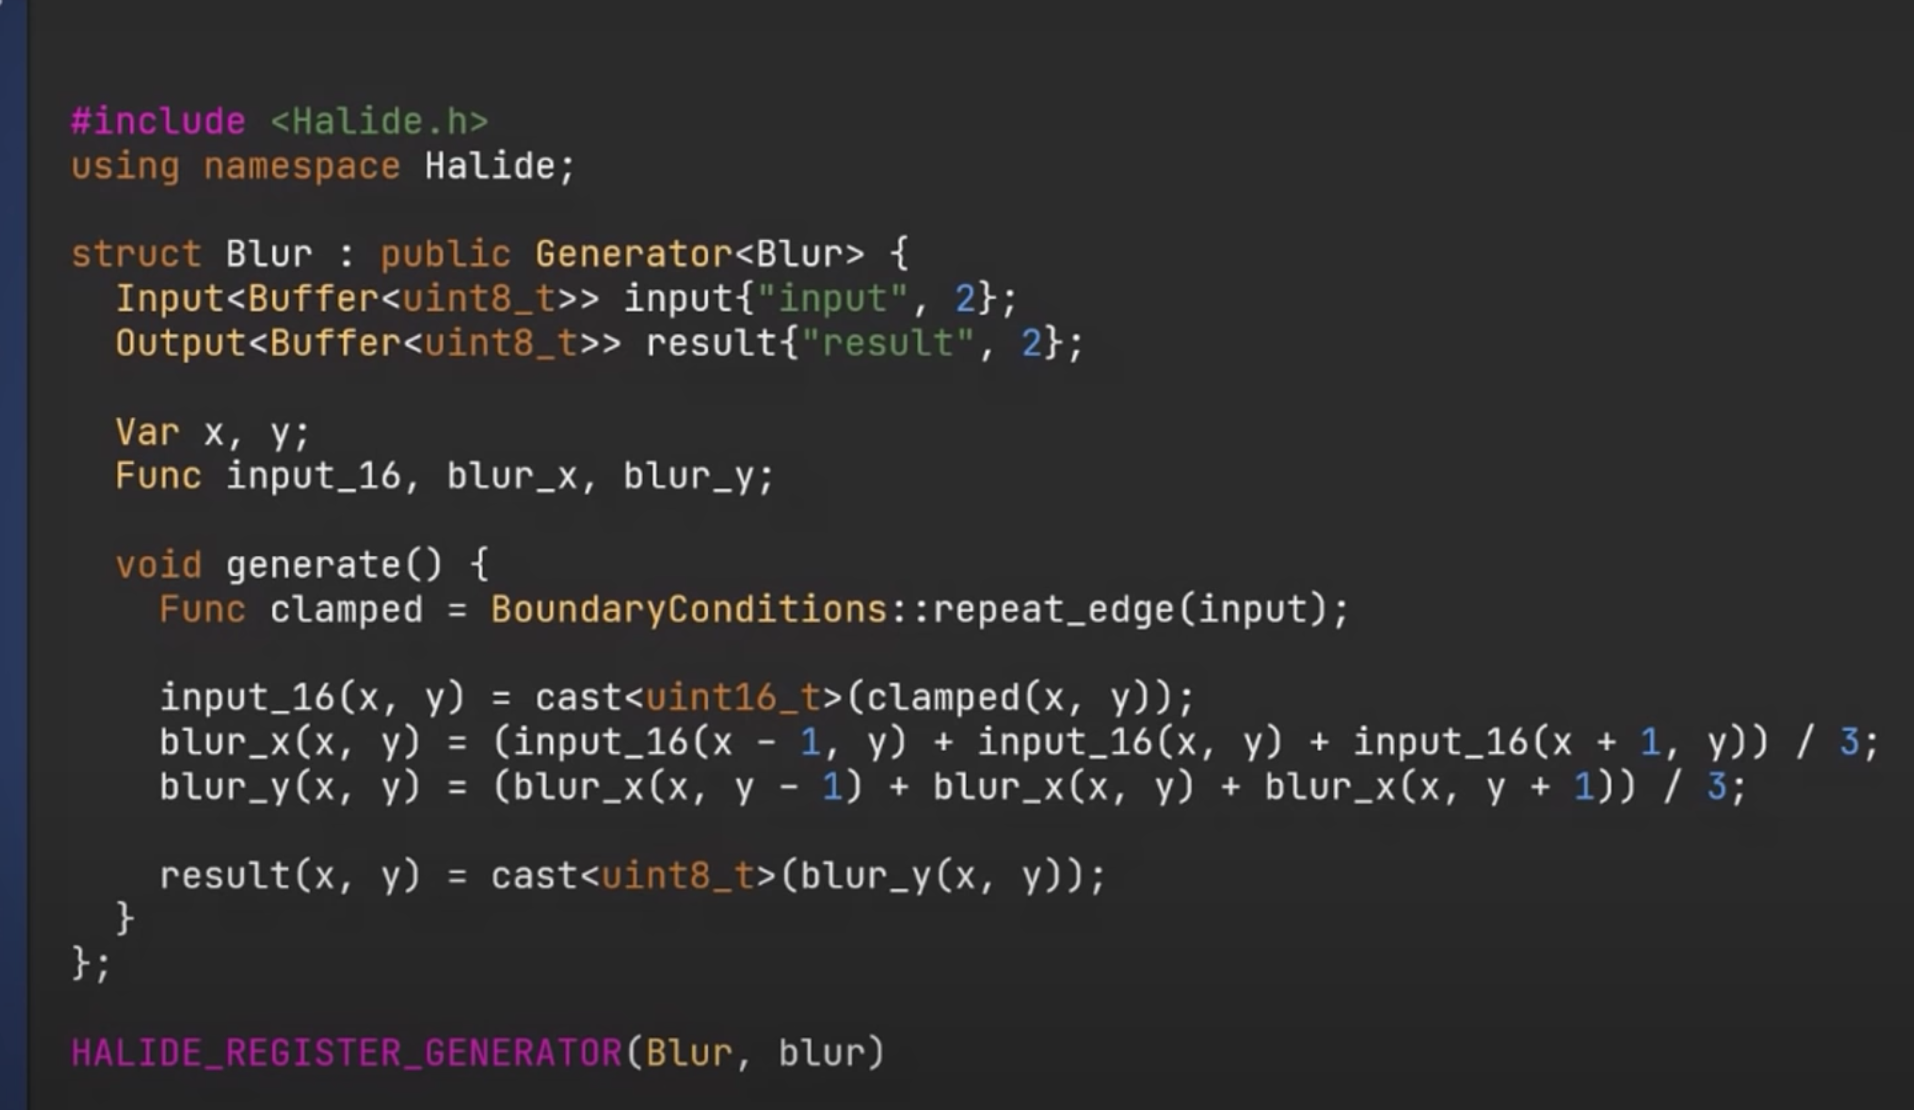 #include <Halide.h>
using namespace Halide;
struct Blur : public Generator<Blur> {
  Input<Buffer<uint8_t>> input{"input", 2};
  Output<Buffer<uint8_t>> result{"result", 2};
  Var x, y;
  Func input_16, blur_x, blur_y;
  void generate() {
    Func clamped = BoundaryConditions::repeat_edge(input);
    input_16(x, y) = cast<uint16_t>(clamped(x, y));
    blur_x(x, y) = (input_16(x - 1, y) + input_16(x, y) + input_16(x + 1, y)) / 3;
    blur_y(x, y) = (blur_x(x, y - 1) + blur_x(x, y) + blur_x(x, y + 1)) / 3;
    result(x, y) = cast<uint8_t>(blur_y(x, y));
  }
};
HALIDE_REGISTER_GENERATOR(Blur, blur)